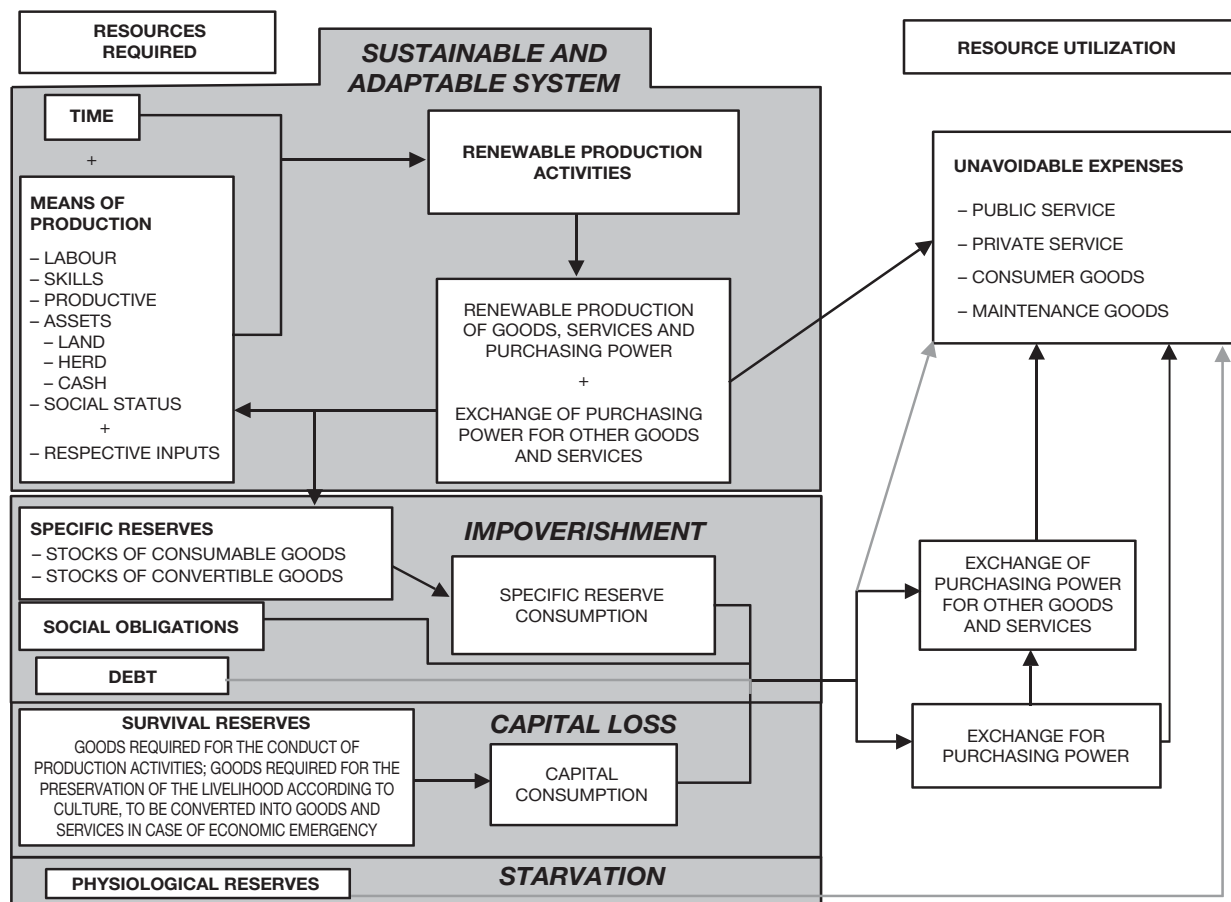 RESOURCES
REQUIRED
SUSTAINABLE AND
ADAPTABLE SYSTEM
RESOURCE UTILIZATION
TIME
+
MEANS OF
PRODUCTION
– LABOUR
– SKILLS
– PRODUCTIVE
– ASSETS
– LAND
– HERD
– CASH
– SOCIAL STATUS
+
– RESPECTIVE INPUTS
RENEWABLE PRODUCTION
ACTIVITIES
RENEWABLE PRODUCTION
OF GOODS, SERVICES AND
PURCHASING POWER
+
EXCHANGE OF PURCHASING
POWER FOR OTHER GOODS
AND SERVICES
UNAVOIDABLE EXPENSES
– PUBLIC SERVICE
– PRIVATE SERVICE
– CONSUMER GOODS
– MAINTENANCE GOODS
SPECIFIC RESERVES
– STOCKS OF CONSUMABLE GOODS
– STOCKS OF CONVERTIBLE GOODS
IMPOVERISHMENT
SPECIFIC RESERVE
CONSUMPTION
SOCIAL OBLIGATIONS
DEBT
EXCHANGE OF
PURCHASING POWER
FOR OTHER GOODS
AND SERVICES
SURVIVAL RESERVES
GOODS REQUIRED FOR THE CONDUCT OF
PRODUCTION ACTIVITIES; GOODS REQUIRED FOR THE
PRESERVATION OF THE LIVELIHOOD ACCORDING TO
CULTURE, TO BE CONVERTED INTO GOODS AND
SERVICES IN CASE OF ECONOMIC EMERGENCY
CAPITAL LOSS
CAPITAL
CONSUMPTION
EXCHANGE FOR
PURCHASING POWER
PHYSIOLOGICAL RESERVES
STARVATION